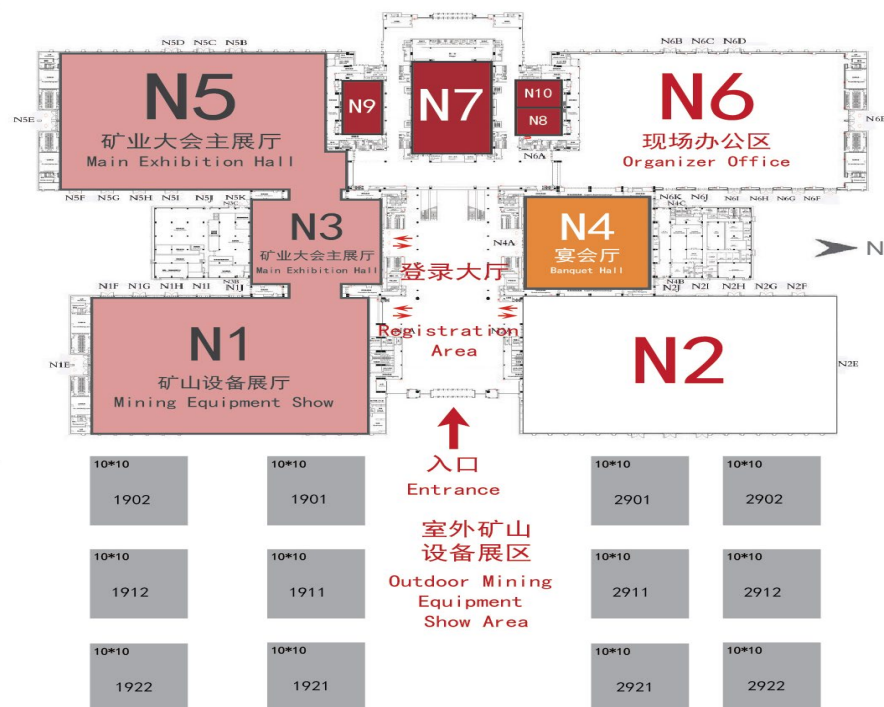 N5D N5C N5B
N6B N6C N6D
N5
矿业大会主展厅
Main Exhibition Hall
N5E
N9
N7
N10
N8
N6
现场办公区
Organizer Office
N6A
N5F N5G N5H N5I N5J N5K
N6K N6J N6I N6H N6G N6F
N3C
N4C
N3
矿业大会主展厅
Main Exhibition Hall
N4A
N4
宴会厅
Banquet Hall
N
登录大厅
Registration
Area
N3B
N4B
N1F N1G N1H N1I N1J
N2J N2I N2H N2G N2F
N1
矿山设备展厅
Mining Equipment Show
N1E
N2
N2E
入口
Entrance
10*10
1902
10*10
1901
10*10
2901
10*10
2902
室外矿山
设备展区
Outdoor Mining
Equipment
Show Area
10*10
1912
10*10
1911
10*10
2911
10*10
2912
10*10
1922
10*10
1921
10*10
2921
10*10
2922